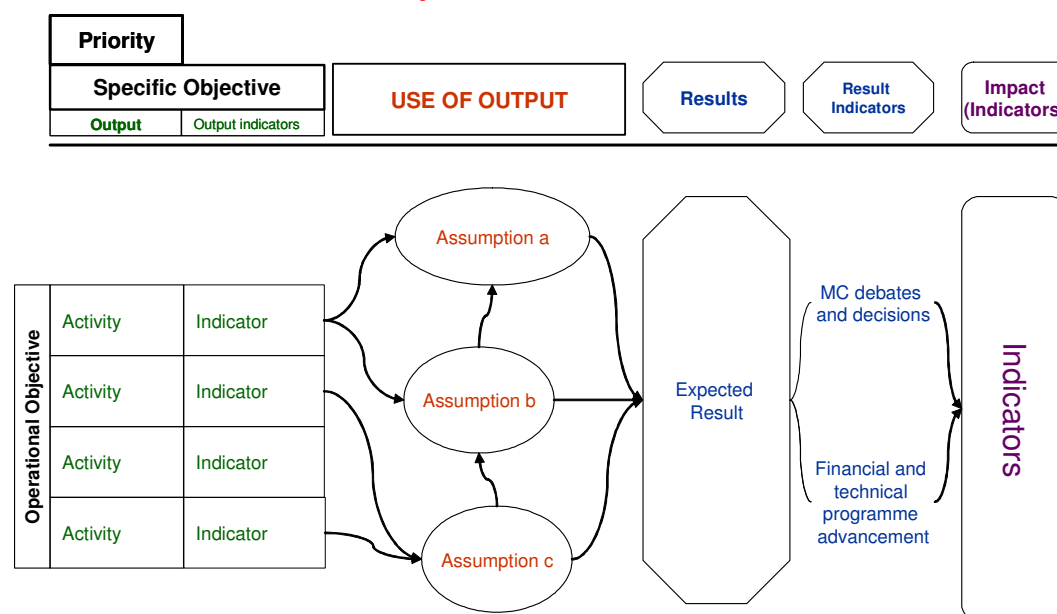 Priority
Specific Objective
Output
Output indicators
USE OF OUTPUT
Results
Result
Indicators
Impact
(Indicators
Operational Objective
Activity
Indicator
Activity
Indicator
Activity
Indicator
Activity
Indicator
Assumption a
Assumption b
Assumption c
Expected
Result
MC debates
and decisions
Financial and
technical
programme
advancement
Indicators